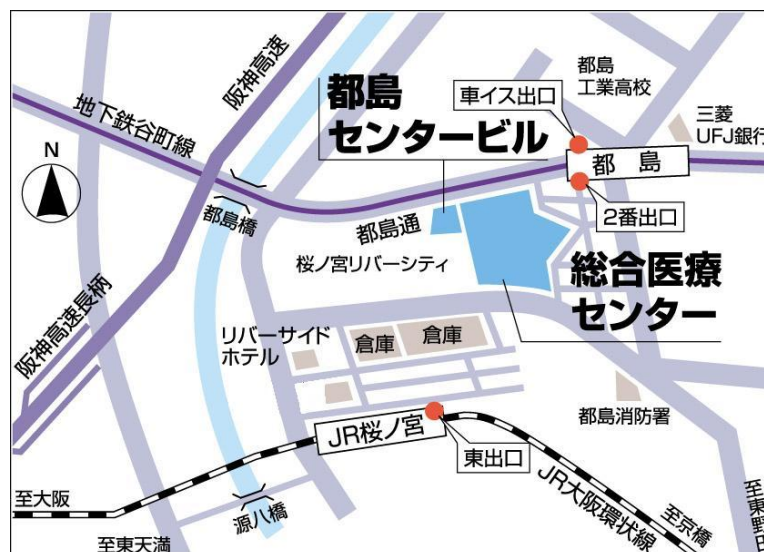 阪神高速
都島
工業高校
都島
センタービル
車イス出口
三菱
UFJ銀行
地下鉄谷町線
N
都島
2番出口
都島橋
都島通
桜ノ宮リバーシティ
総合医療
センター
阪神高速長柄
リバーサイド
ホテル
倉庫
倉庫
都島消防署
JR桜ノ宮
東出口
JR大阪環状線
至大阪
源八橋
至東天満
至京橋
至東野田